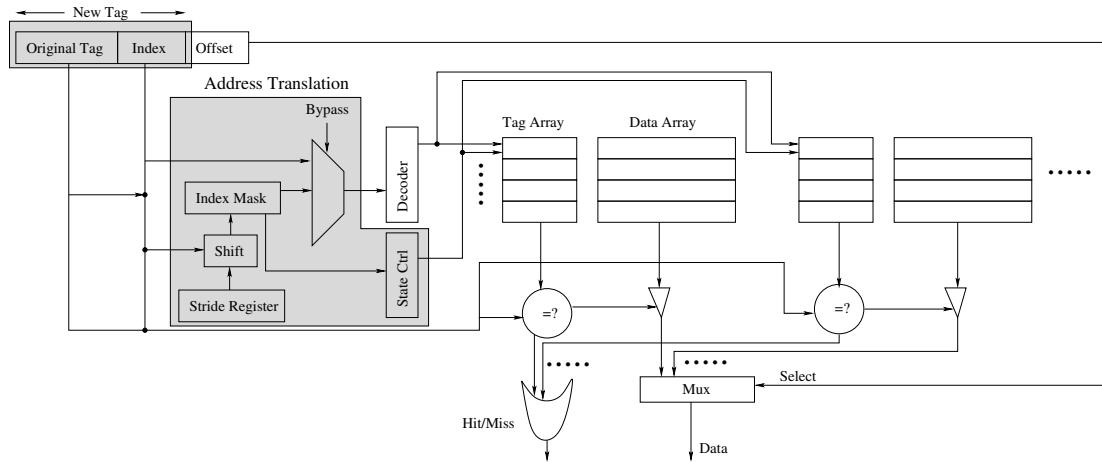 New Tag
Original Tag
Index
Offset
Address Translation
Bypass
Tag Array
Data Array
Decoder
Index Mask
Shift
State Ctrl
Stride Register
=?
=?
Select
Mux
Hit/Miss
Data